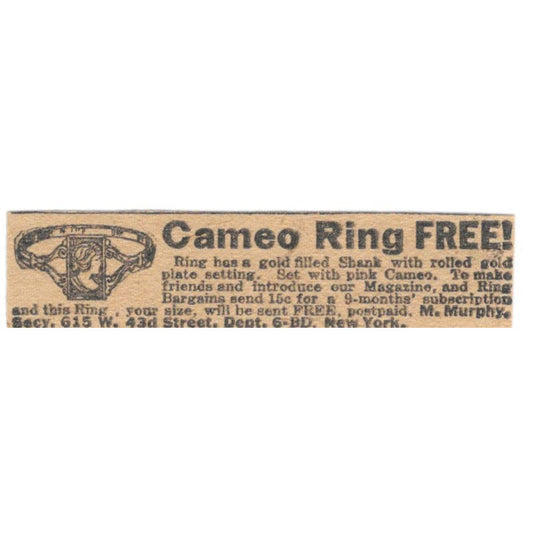 Cameo Ring FREE!
Ring has a gold filled Shank with rolled gold
plate setting. Set with pink Cameo. To make
friends and introduce our Magazine, and Ring
Bargains send 15c for a 9-months' subscription
and this Ring, your size, will be sent FREE, postpaid. M. Murphy,
Secy. 615 W. 43d Street, Dept. 6-BD, New York.